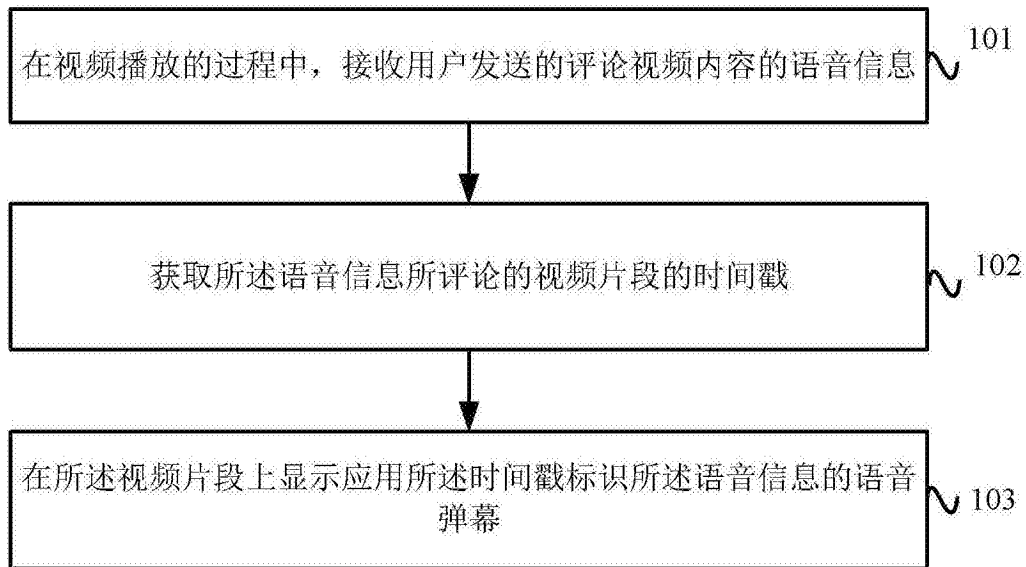 在视频播放的过程中，接收用户发送的评论视频内容的语音信息
101
获取所述语音信息所评论的视频片段的时间戳
102
在所述视频片段上显示应用所述时间戳标识所述语音信息的语音
弹幕
103